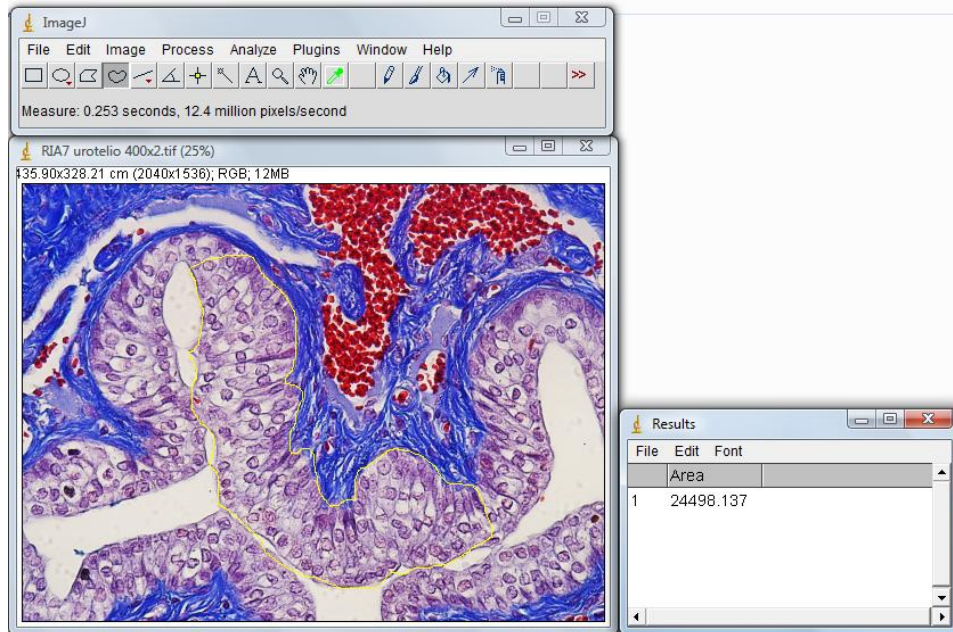 ImageJ
File Edit Image Process Analyze Plugins Window Help
A >>
Measure: 0.253 seconds, 12.4 million pixels/second
RIA7 urotelio 400x2.tif (25%)
435.90x328.21 cm (2040x1536); RGB; 12MB
Results
File Edit Font
Area
1 24498.137